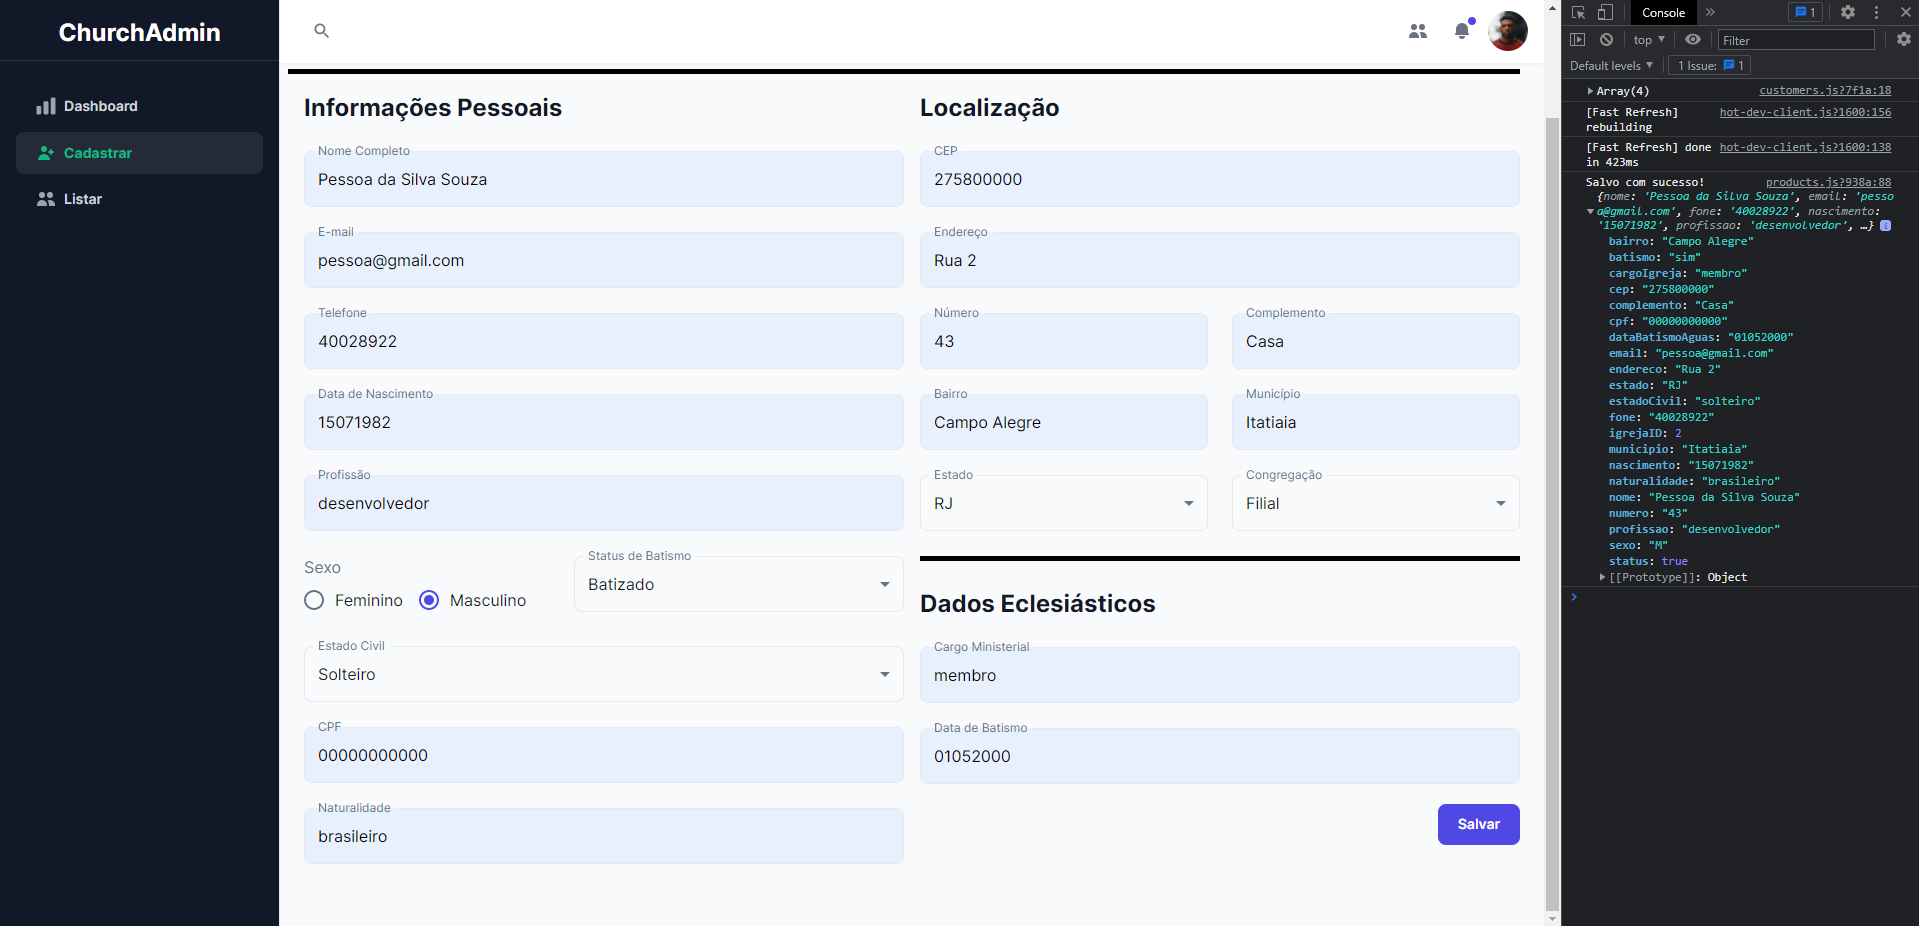 ChurchAdmin
Dashboard
Cadastrar
Listar
Informações Pessoais
Nome Completo
Pessoa da Silva Souza
E-mail
pessoa@gmail.com
Telefone
40028922
Data de Nascimento
15071982
Profissão
desenvolvedor
Sexo
Feminino
Masculino
Status de Batismo
Batizado
Estado Civil
Solteiro
CPF
00000000000
Naturalidade
brasileiro
Localização
CEP
275800000
Endereço
Rua 2
Número
43
Complemento
Casa
Bairro
Campo Alegre
Município
Itatiaia
Estado
RJ
Congregação
Filial
Dados Eclesiásticos
Cargo Ministerial
membro
Data de Batismo
01052000
Salvar
Console
1
top
Filter
Default levels
1 Issue: 1
Array(4) customers.js?7f1a:18
[Fast Refresh] hot-dev-client.js?1600:156
rebuilding
[Fast Refresh] done hot-dev-client.js?1600:138
in 423ms
Salvo com sucesso! products.js?938a:88
{nome: 'Pessoa da Silva Souza', email: 'pesso
a@gmail.com', fone: '40028922', nascimento:
'15071982', profissao: 'desenvolvedor', …}
bairro: "Campo Alegre"
batismo: "sim"
cargoIgreja: "membro"
cep: "275800000"
complemento: "Casa"
cpf: "00000000000"
dataBatismoAguas: "01052000"
email: "pessoa@gmail.com"
endereco: "Rua 2"
estado: "RJ"
estadoCivil: "solteiro"
fone: "40028922"
igrejaID: 2
municipio: "Itatiaia"
nascimento: "15071982"
naturalidade: "brasileiro"
nome: "Pessoa da Silva Souza"
numero: "43"
profissao: "desenvolvedor"
sexo: "M"
status: true
[[Prototype]]: Object